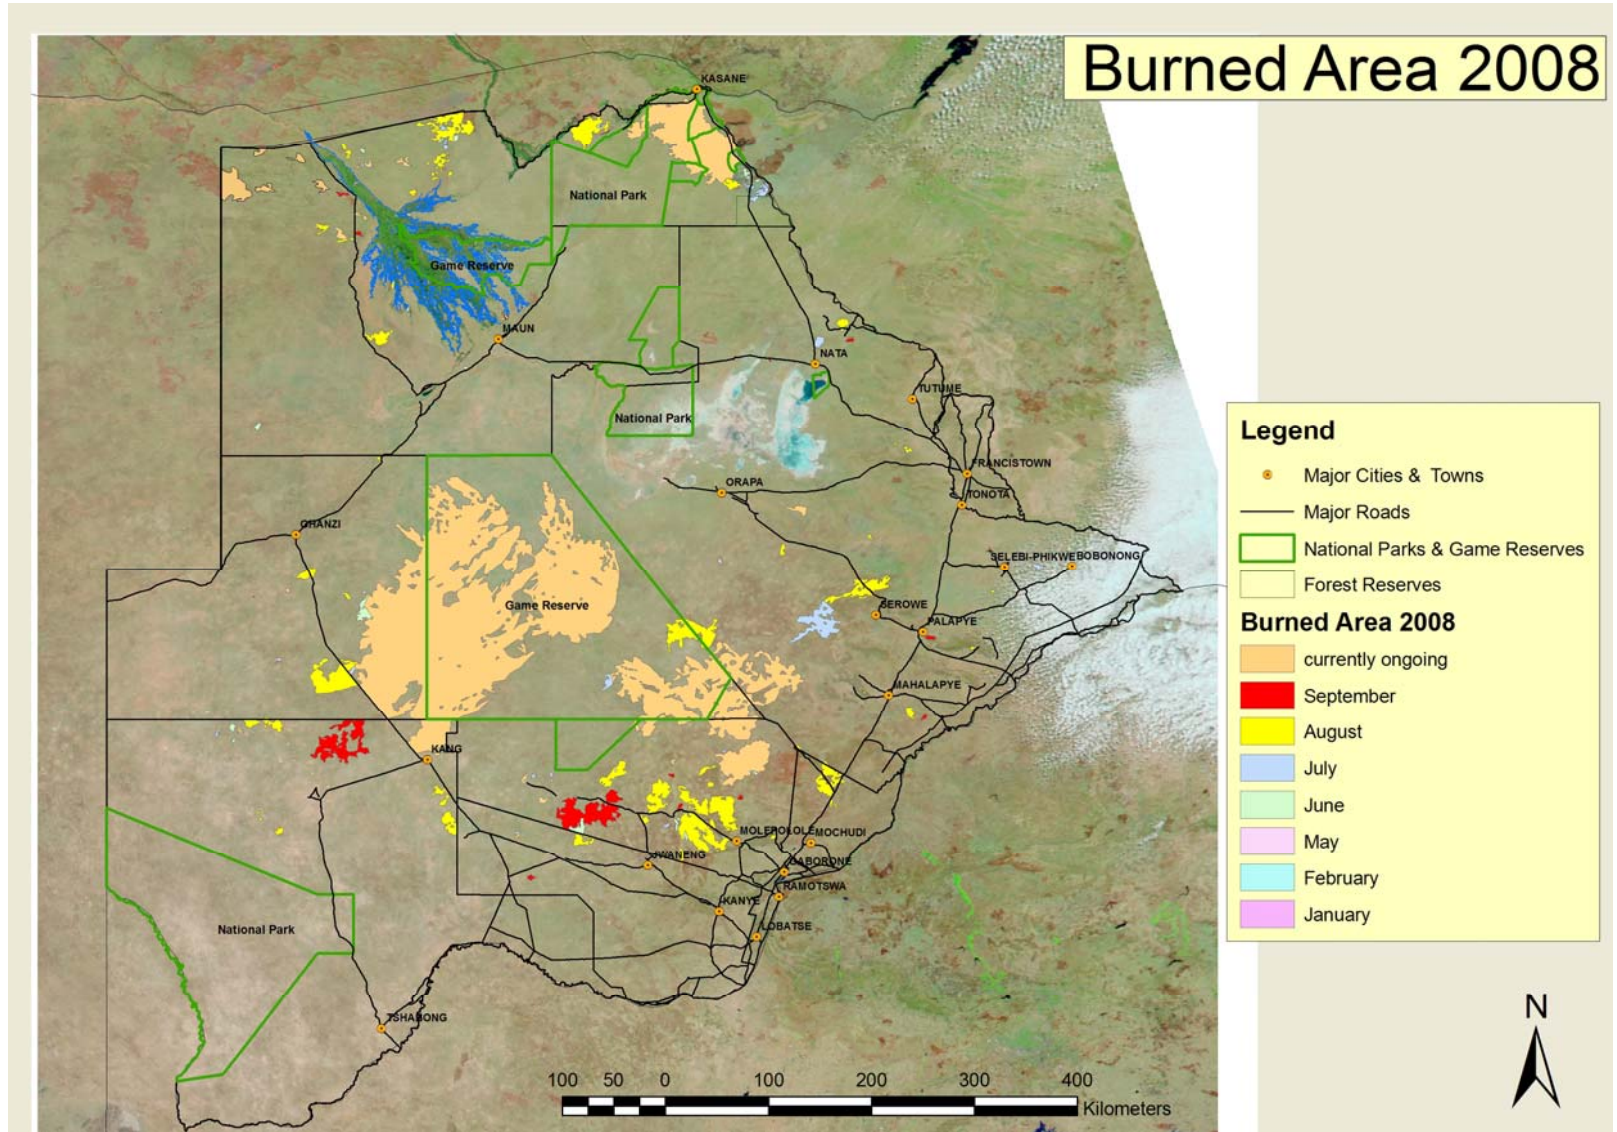 Burned Area 2008
KASANE
National Park
Game Reserve
MAUN
NATA
TUTUME
National Park
FRANCISTOWN
ORAPA
TONOTA
GHANZI
SELEBI-PHIKWE
BOBONONG
Game Reserve
SEROWE
PALAPYE
MAHALAPYE
KANG
MOLEPOLOLE
MOCHUDI
JWANENG
GABORONE
RAMOTSWA
KANYE
LOBATSE
National Park
TSHABONG
Legend
Major Cities & Towns
Major Roads
National Parks & Game Reserves
Forest Reserves
Burned Area 2008
currently ongoing
September
August
July
June
May
February
January
N
100 50 0 100 200 300 400
Kilometers